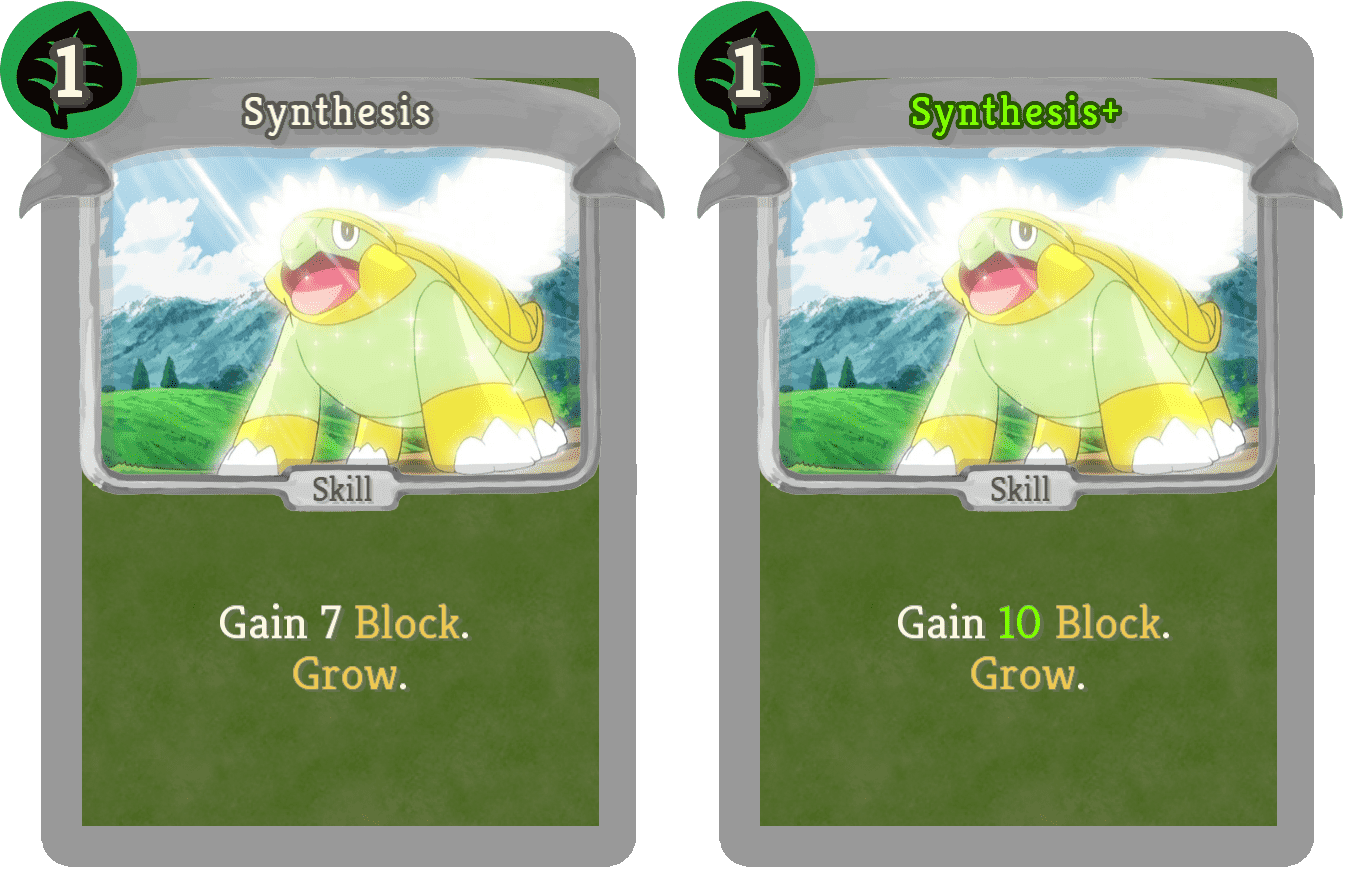 1
Synthesis
Skill
Gain 7 Block.
Grow.
1
Synthesis+
Skill
Gain 10 Block.
Grow.